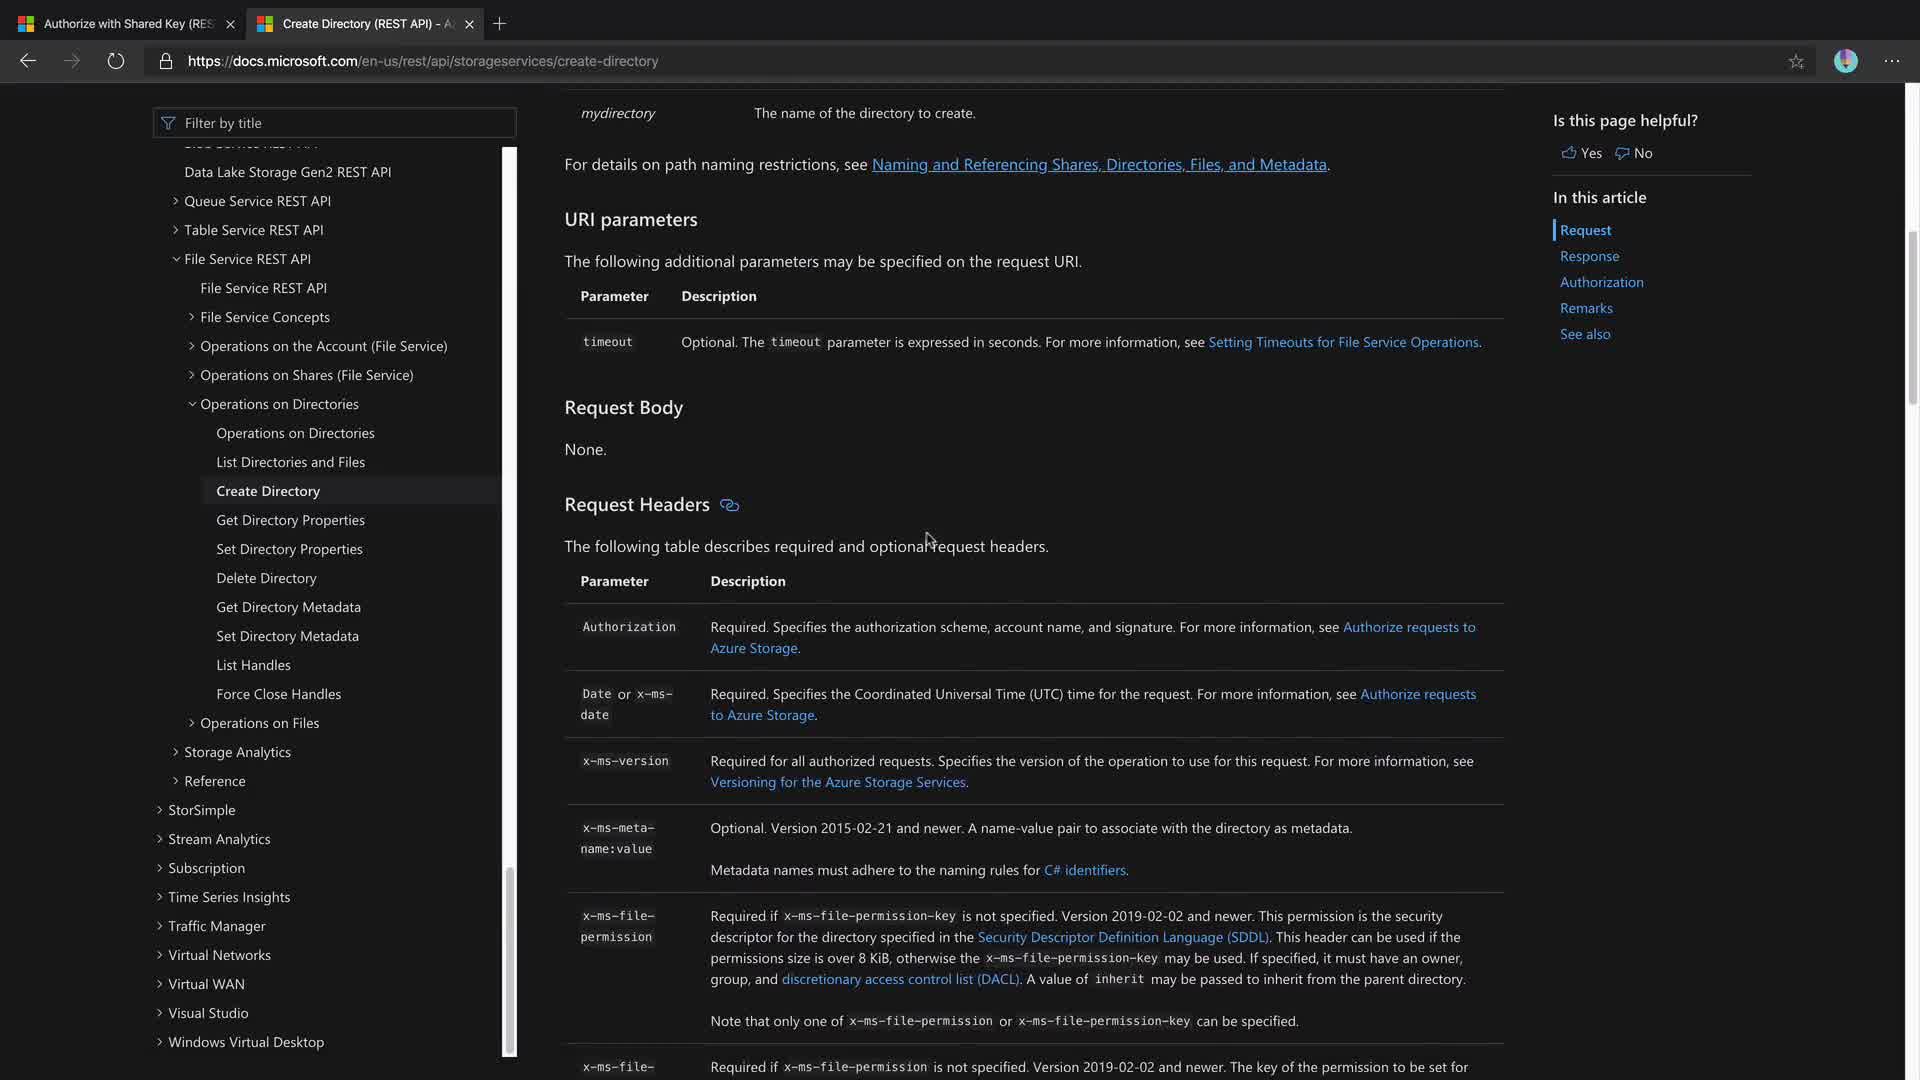 Authorize with Shared Key (RES
Create Directory (REST API) - A
https://docs.microsoft.com/en-us/rest/api/storageservices/create-directory
Filter by title
Data Lake Storage Gen2 REST API
Queue Service REST API
Table Service REST API
File Service REST API
File Service REST API
File Service Concepts
Operations on the Account (File Service)
Operations on Shares (File Service)
Operations on Directories
Operations on Directories
List Directories and Files
Create Directory
Get Directory Properties
Set Directory Properties
Delete Directory
Get Directory Metadata
Set Directory Metadata
List Handles
Force Close Handles
Operations on Files
Storage Analytics
Reference
StorSimple
Stream Analytics
Subscription
Time Series Insights
Traffic Manager
Virtual Networks
Virtual WAN
Visual Studio
Windows Virtual Desktop
mydirectory The name of the directory to create.
For details on path naming restrictions, see Naming and Referencing Shares, Directories, Files, and Metadata.
URI parameters
The following additional parameters may be specified on the request URI.
Parameter Description
timeout Optional. The timeout parameter is expressed in seconds. For more information, see Setting Timeouts for File Service Operations.
Request Body
None.
Request Headers
The following table describes required and optional request headers.
Parameter Description
Authorization Required. Specifies the authorization scheme, account name, and signature. For more information, see Authorize requests to
Azure Storage.
Date or x-ms- Required. Specifies the Coordinated Universal Time (UTC) time for the request. For more information, see Authorize requests
date to Azure Storage.
x-ms-version Required for all authorized requests. Specifies the version of the operation to use for this request. For more information, see
Versioning for the Azure Storage Services.
x-ms-meta- Optional. Version 2015-02-21 and newer. A name-value pair to associate with the directory as metadata.
name:value
Metadata names must adhere to the naming rules for C# identifiers.
x-ms-file- Required if x-ms-file-permission-key is not specified. Version 2019-02-02 and newer. This permission is the security
permission descriptor for the directory specified in the Security Descriptor Definition Language (SDDL). This header can be used if the
permissions size is over 8 KiB, otherwise the x-ms-file-permission-key may be used. If specified, it must have an owner,
group, and discretionary access control list (DACL). A value of inherit may be passed to inherit from the parent directory.
Note that only one of x-ms-file-permission or x-ms-file-permission-key can be specified.
x-ms-file- Required if x-ms-file-permission is not specified. Version 2019-02-02 and newer. The key of the permission to be set for
Is this page helpful?
Yes No
In this article
Request
Response
Authorization
Remarks
See also